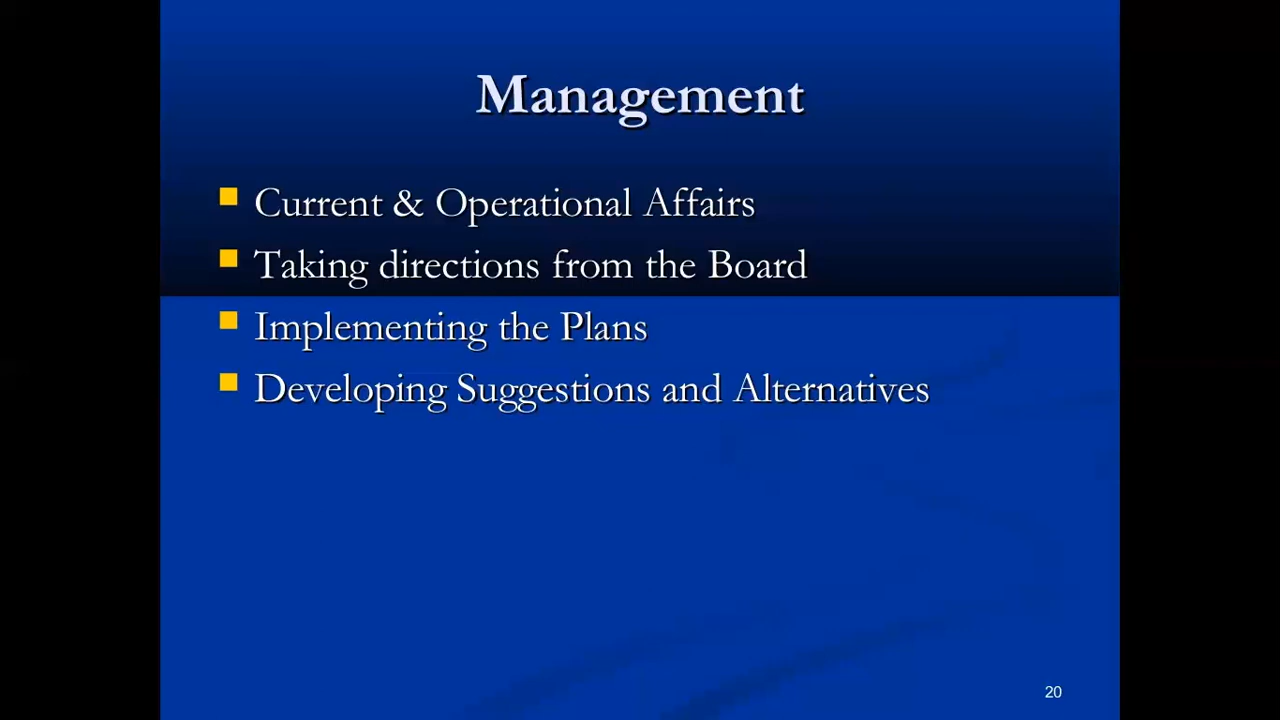 Management
Current & Operational Affairs
Taking directions from the Board
Implementing the Plans
Developing Suggestions and Alternatives
20